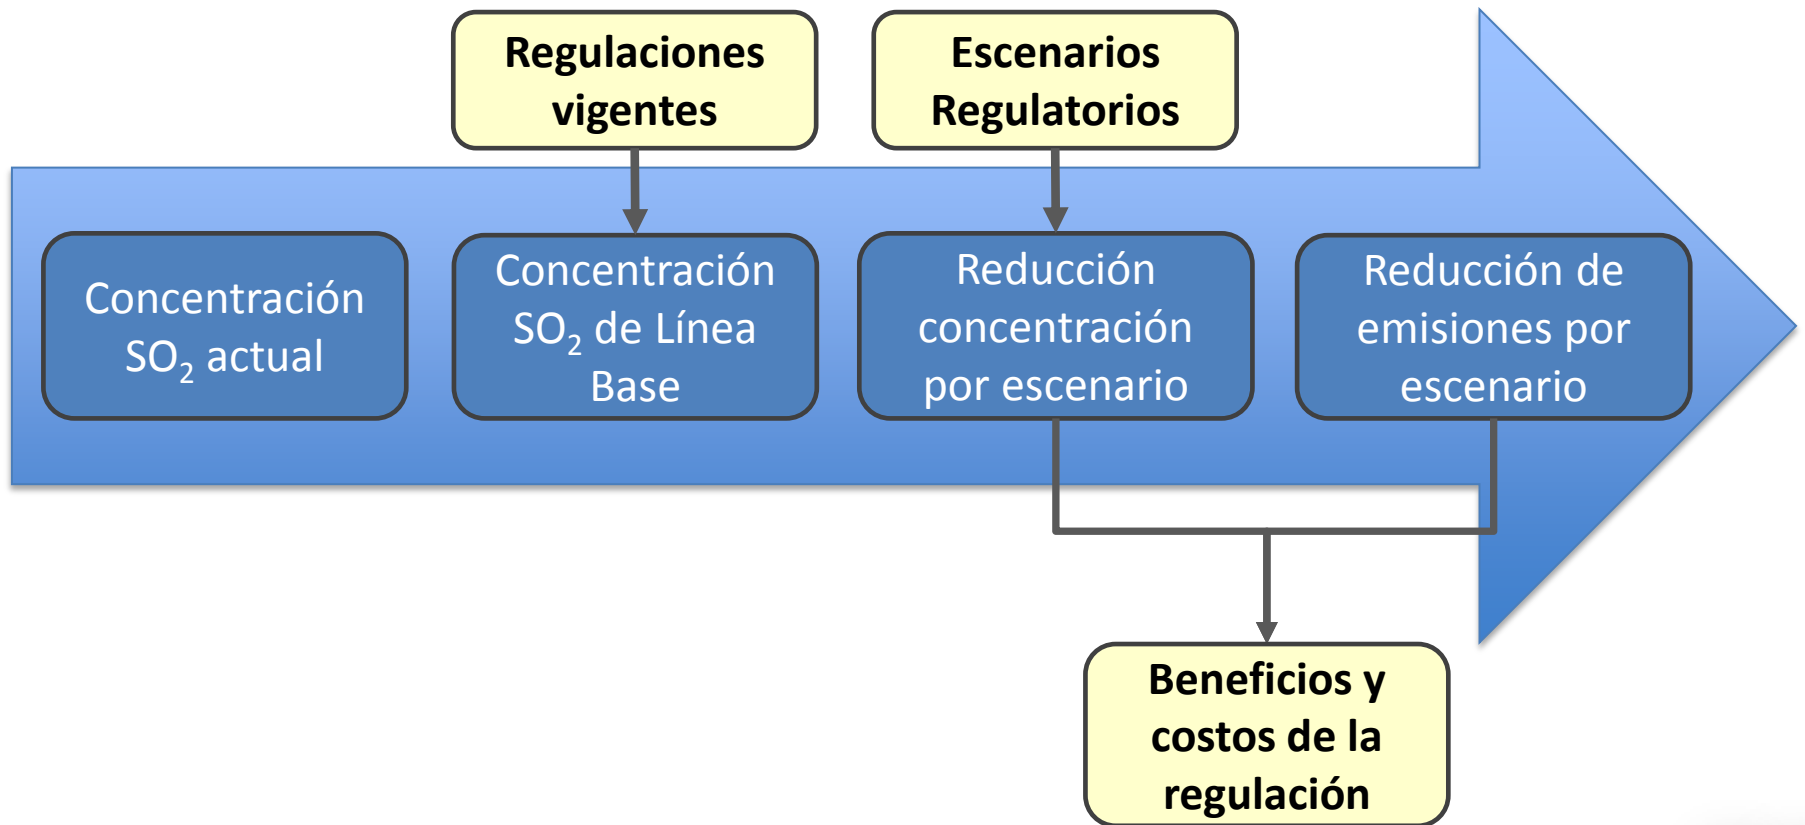 Regulaciones
vigentes
Escenarios
Regulatorios
Concentración
SO₂ actual
Concentración
SO₂ de Línea
Base
Reducción
concentración
por escenario
Reducción de
emisiones por
escenario
Beneficios y
costos de la
regulación